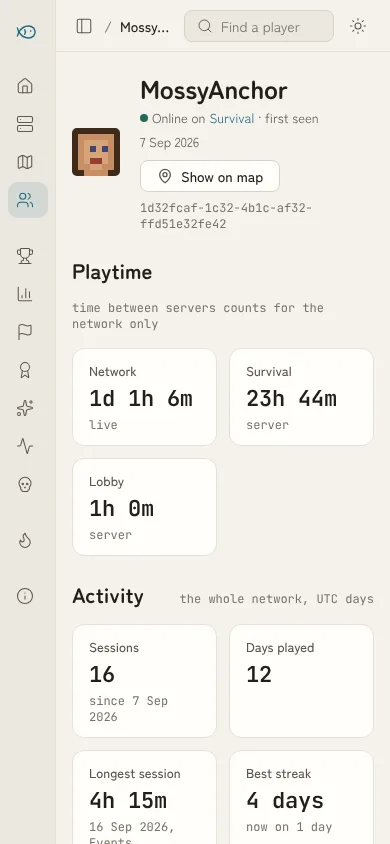 / Mossy...
Find a player
MossyAnchor
Online on Survival · first seen
7 Sep 2026
Show on map
1d32fcaf-1c32-4b1c-af32-
ffd51e32fe42
Playtime
time between servers counts for the
network only
Network
1d 1h 6m
live
Survival
23h 44m
server
Lobby
1h 0m
server
Activity
the whole network, UTC days
Sessions
16
since 7 Sep
2026
Days played
12
Longest session
4h 15m
16 Sep 2026,
Events
Best streak
4 days
now on 1 day